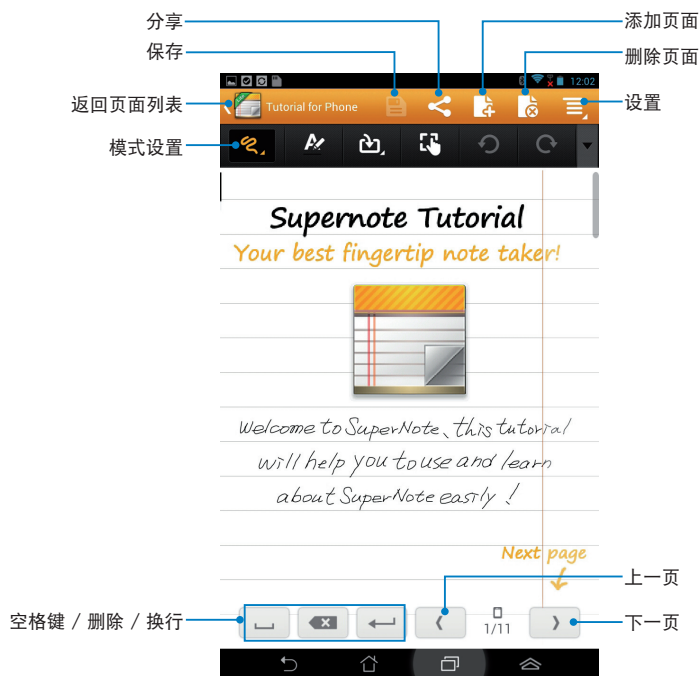 分享
添加页面
保存
删除页面
12:02
返回页面列表
Tutorial for Phone
设置
模式设置
Supernote Tutorial
Your best fingertip note taker!
Welcome to SuperNote、this tutorial
will help you to use and learn
about SuperNote easily !
Next page
上一页
空格键 / 删除 / 换行
1/11
下一页